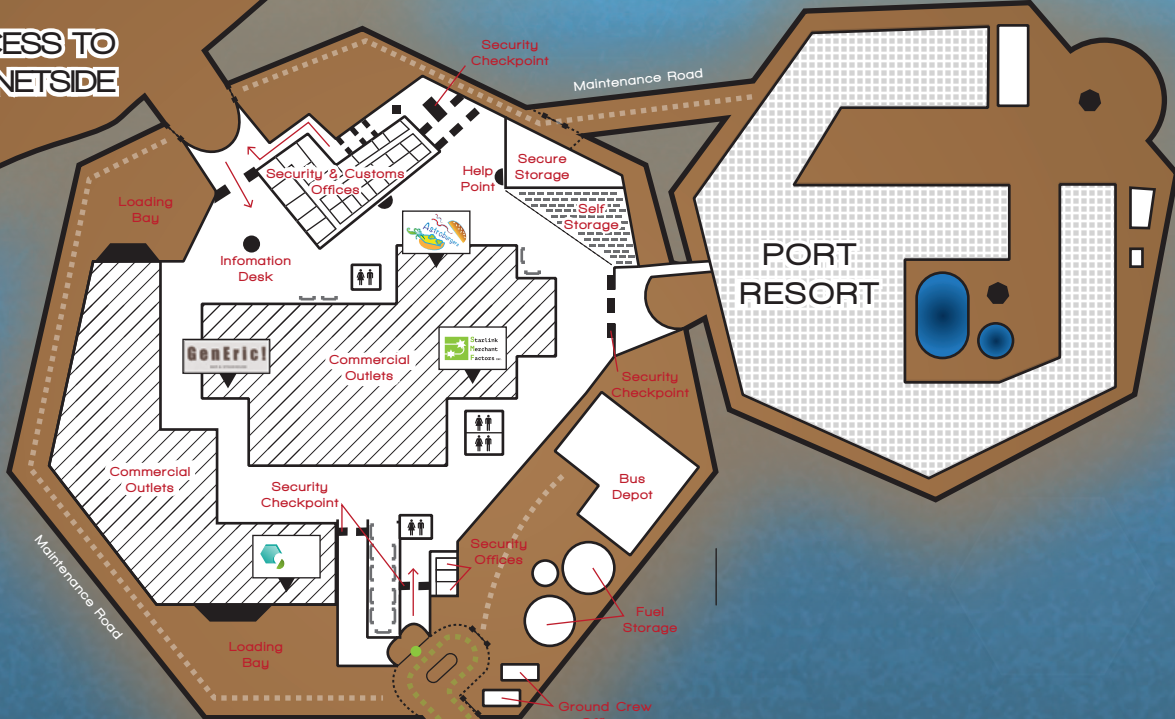 CESS TO
NETSIDE
Security
Checkpoint
Maintenance Road
Security & Customs
Offices
Help
Point
Secure
Storage
Self
Storage
Loading
Bay
Astroburgers
Infomation
Desk
PORT
RESORT
GenEric!
Starlink
Merchant
Factors
Commercial
Outlets
Security
Checkpoint
Commercial
Outlets
Security
Checkpoint
Bus
Depot
Security
Offices
Maintenance Road
Fuel
Storage
Loading
Bay
Ground Crew